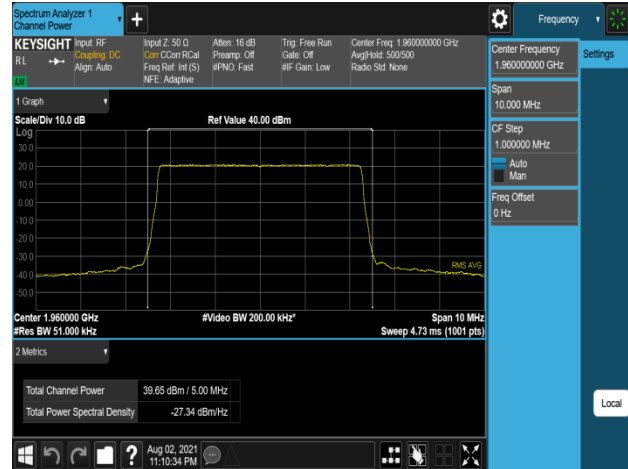 Spectrum Analyzer 1
Channel Power
+
Frequency
KEYSIGHT
Input: RF
Input Z: 50 Ω
Atten: 16 dB
Trig: Free Run
Center Freq: 1.960000000 GHz
RL
Coupling: DC
Corr CCorr RCal
Preamp: Off
Gate: Off
Avg|Hold: 500/500
Align: Auto
Freq Ref: Int (S)
#PNO: Fast
#IF Gain: Low
Radio Std: None
NFE: Adaptive
Center Frequency
1.960000000 GHz
Settings
Span
10.000 MHz
CF Step
1.000000 MHz
Auto
Man
Freq Offset
0 Hz
Local
1 Graph
Scale/Div 10.0 dB
Ref Value 40.00 dBm
Log
30.0
20.0
10.0
0.00
-10.0
-20.0
-30.0
-40.0
-50.0
RMS AVG
Center 1.960000 GHz
#Video BW 200.00 kHz*
Span 10 MHz
#Res BW 51.000 kHz
Sweep 4.73 ms (1001 pts)
2 Metrics
Total Channel Power
39.65 dBm / 5.00 MHz
Total Power Spectral Density
-27.34 dBm/Hz
?
Aug 02, 2021
11:10:34 PM